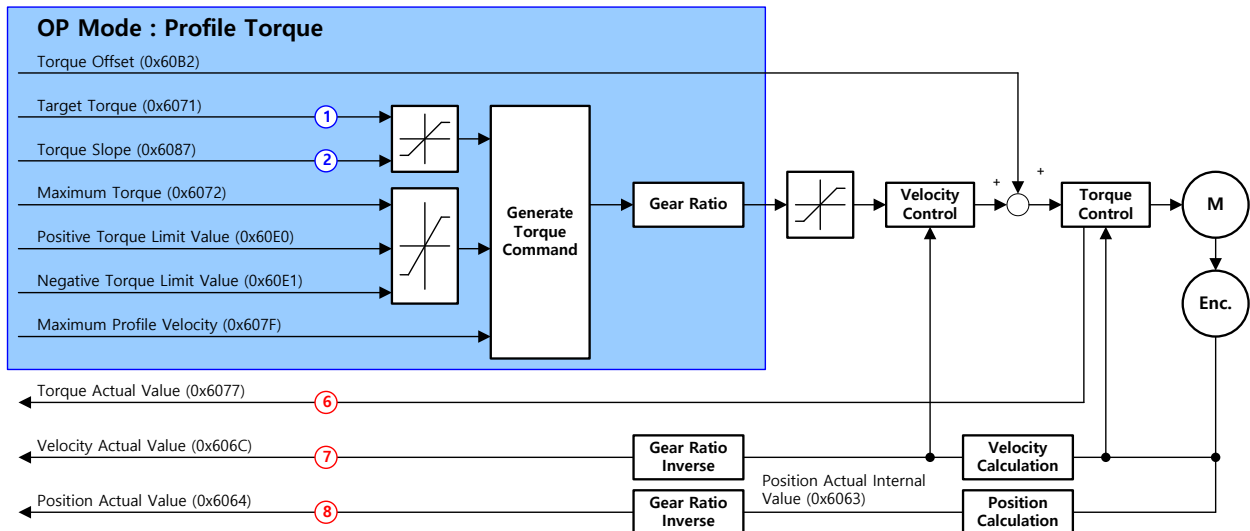 OP Mode : Profile Torque
Torque Offset (0x60B2)
Target Torque (0x6071)
1
Torque Slope (0x6087)
2
Maximum Torque (0x6072)
Positive Torque Limit Value (0x60E0)
Negative Torque Limit Value (0x60E1)
Maximum Profile Velocity (0x607F)
Generate
Torque
Command
Gear Ratio
Velocity
Control
+
+
Torque
Control
M
Enc.
Torque Actual Value (0x6077)
6
Velocity Actual Value (0x606C)
7
Gear Ratio
Inverse
Velocity
Calculation
Position Actual Value (0x6064)
8
Gear Ratio
Inverse
Position Actual Internal
Value (0x6063)
Position
Calculation